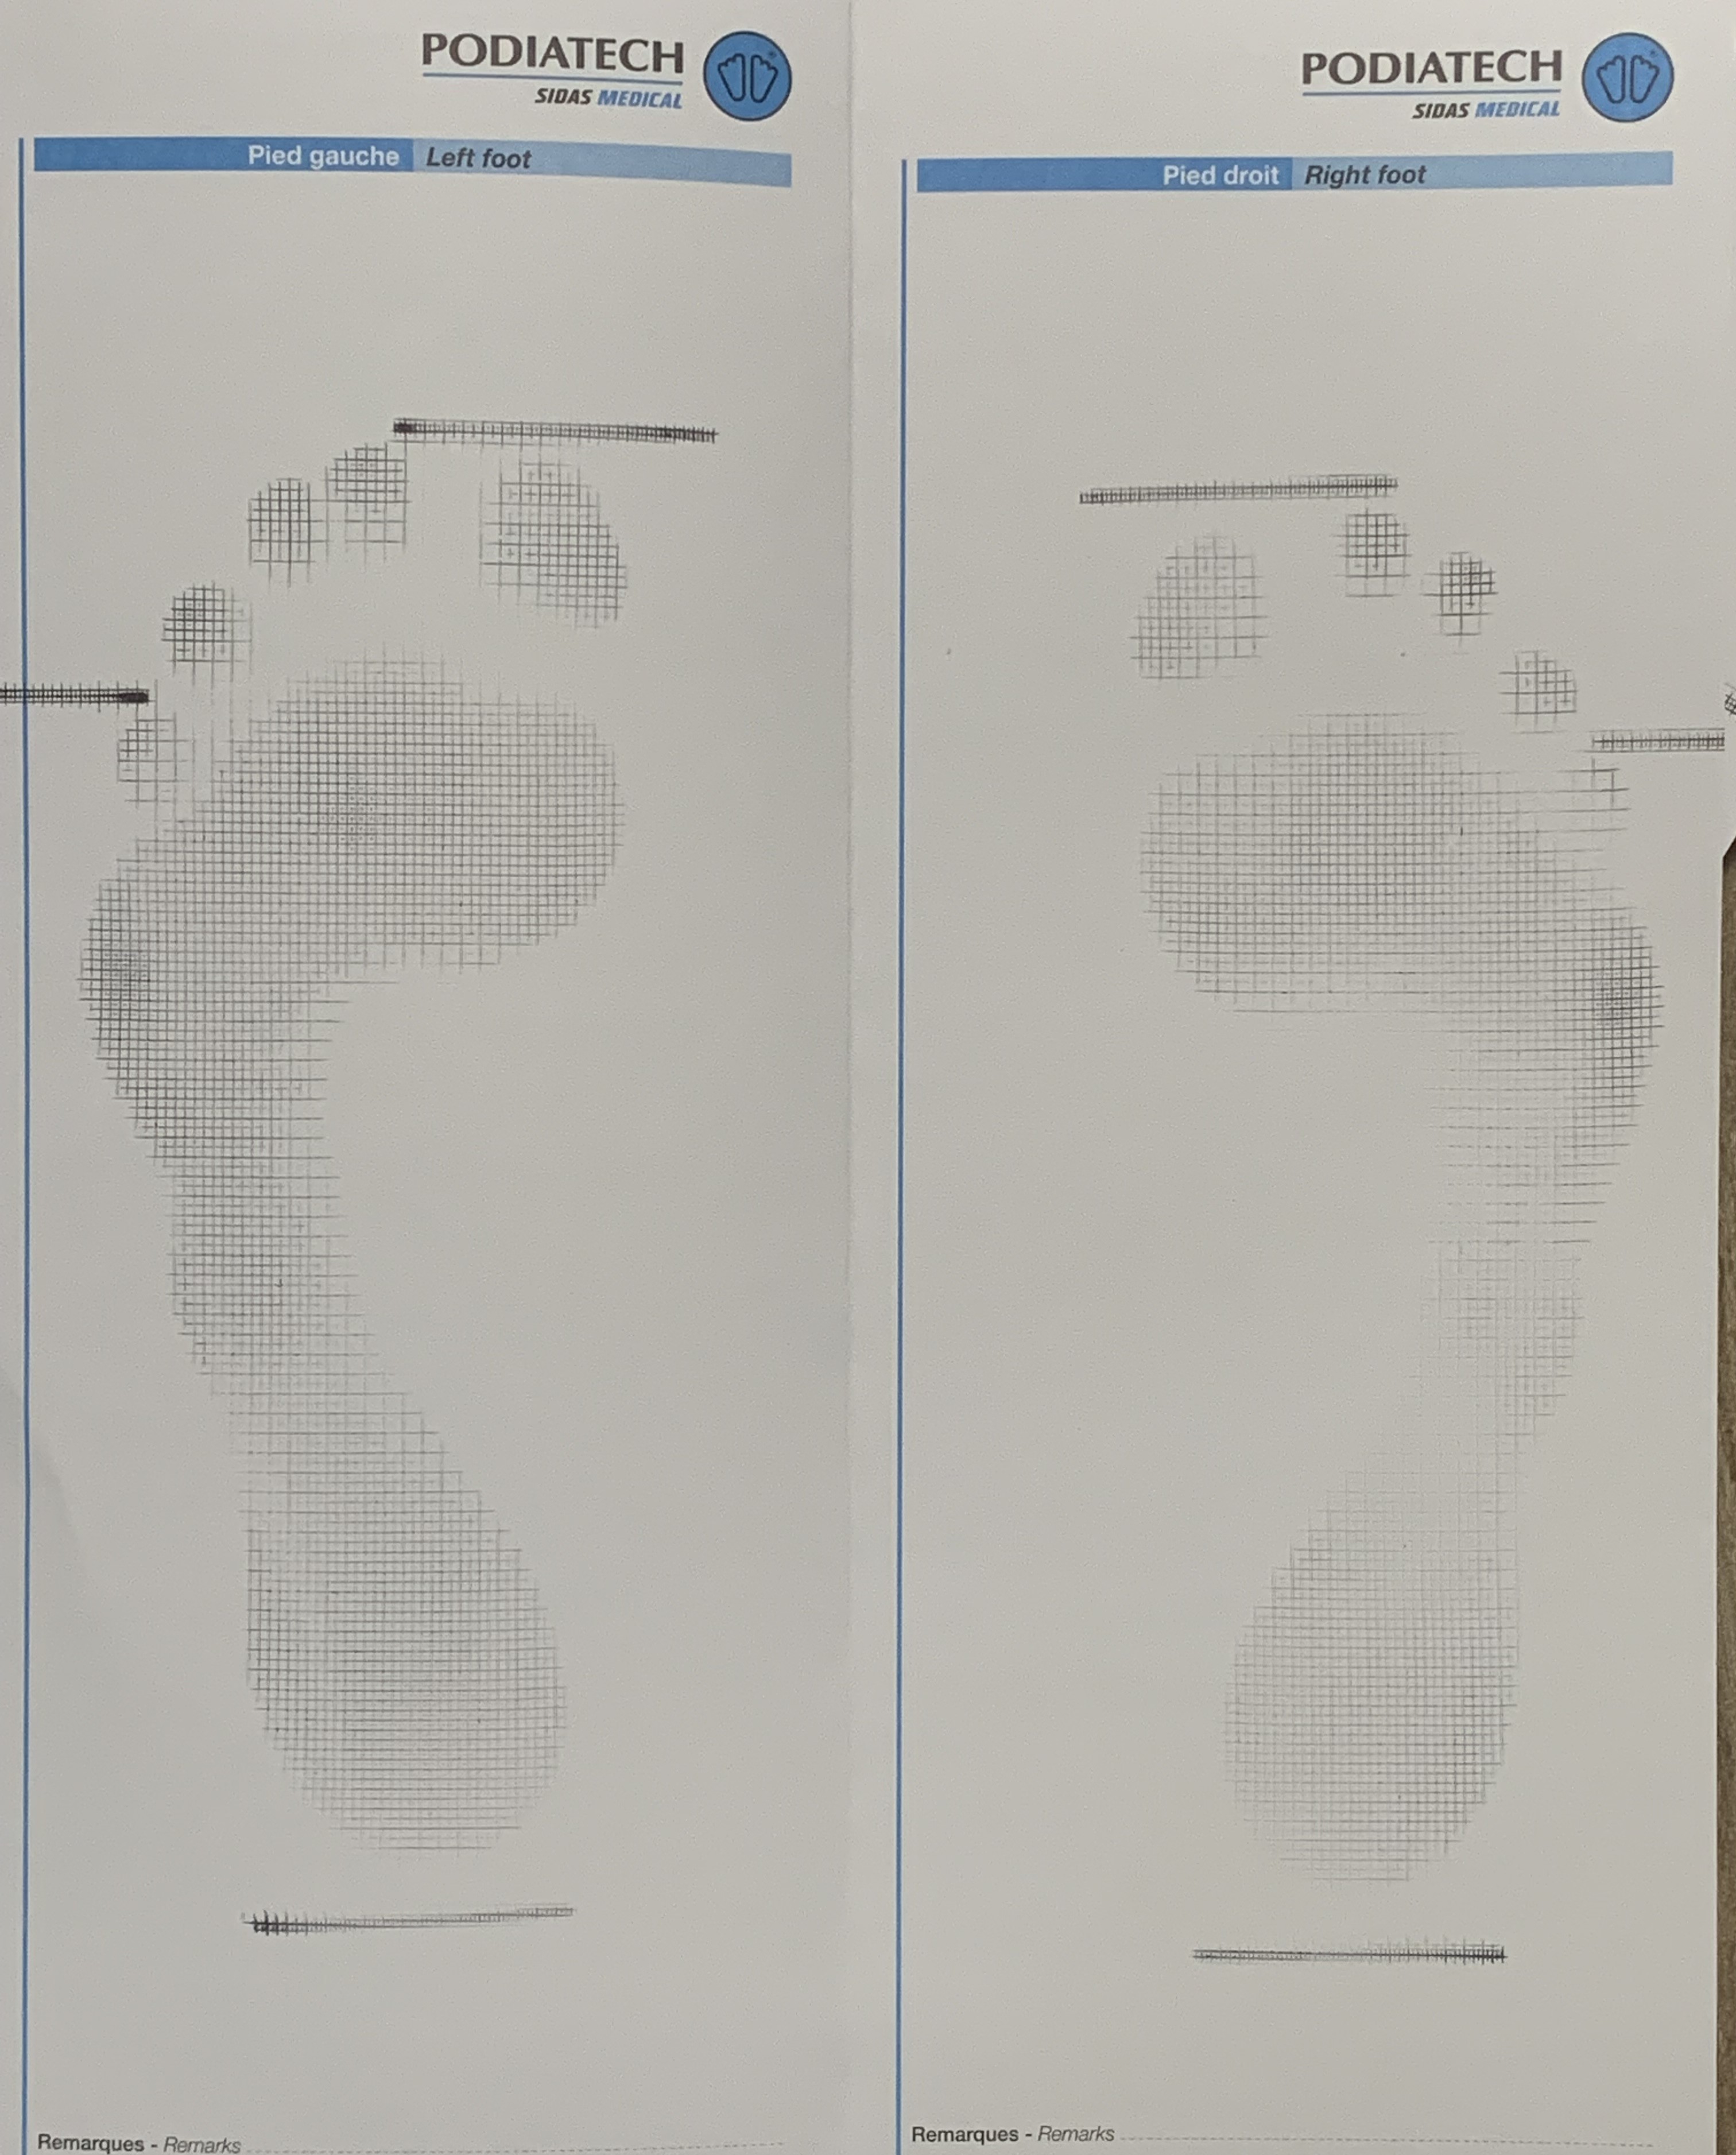 PODIATECH
SIDAS MEDICAL
Pied gauche Left foot
Remarques - Remarks
PODIATECH
SIDAS MEDICAL
Pied droit Right foot
Remarques - Remarks